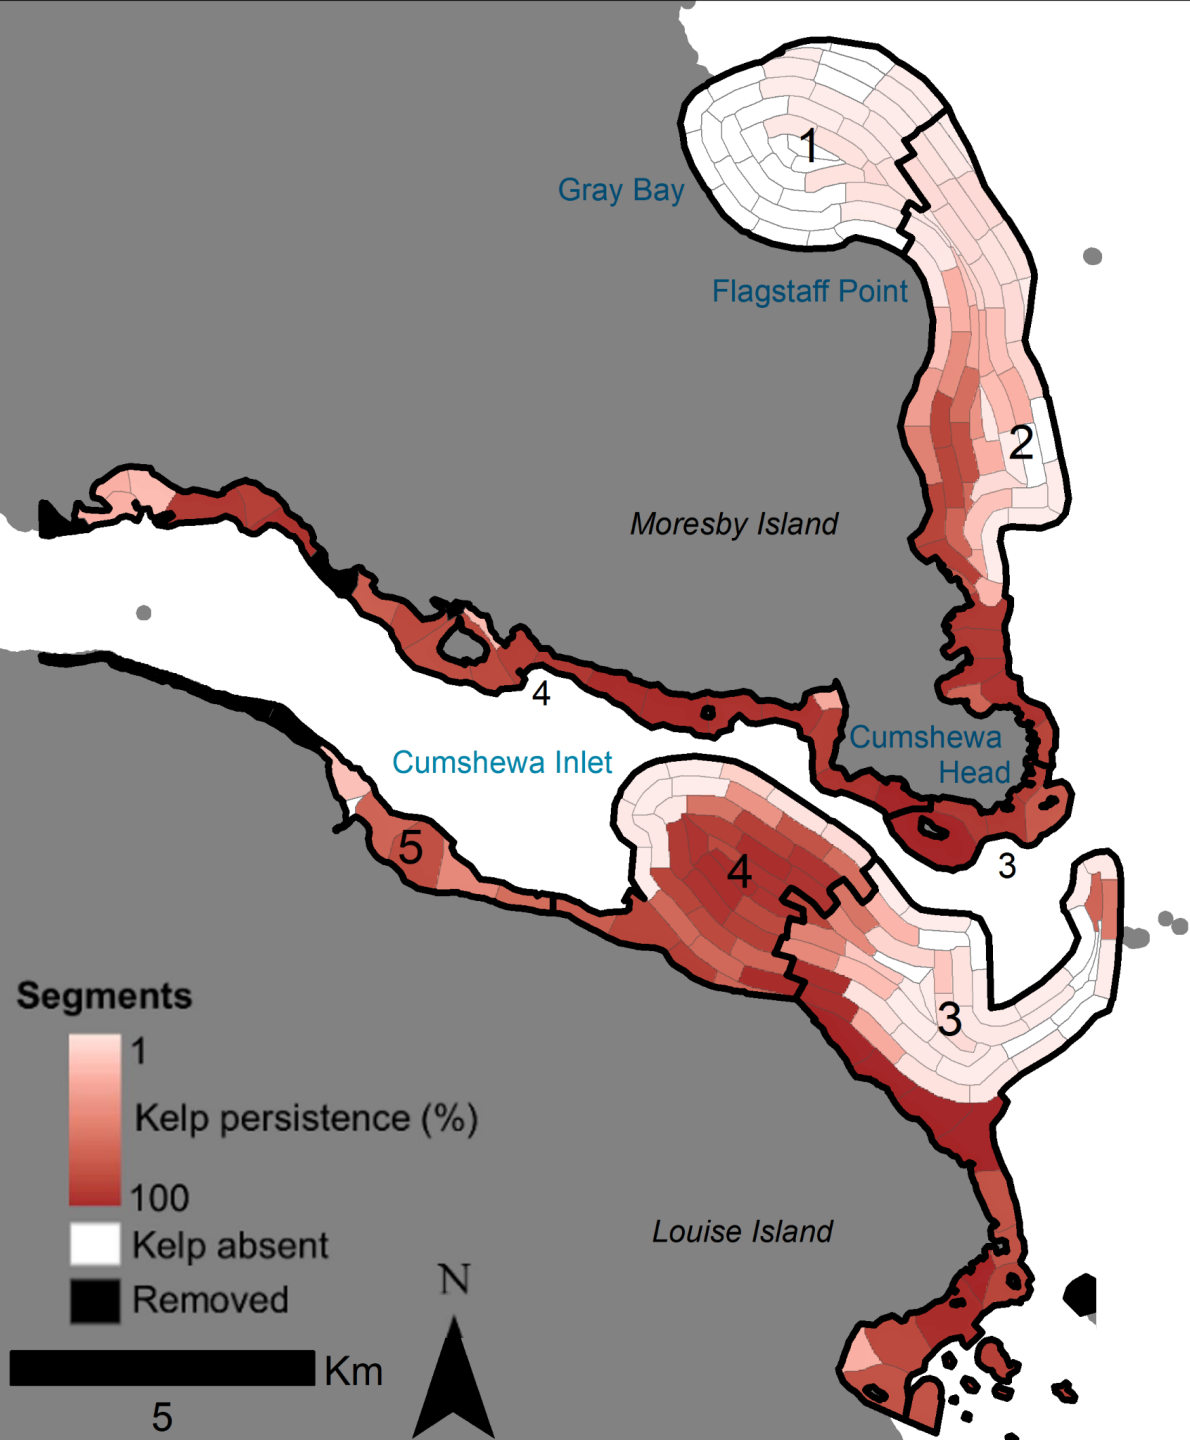 1
Gray Bay
Flagstaff Point
2
Moresby Island
4
Cumshewa
Head
Cumshewa Inlet
5
4
3
Segments
1
Kelp persistence (%)
3
100
Kelp absent
Louise Island
Removed
N
Km
5